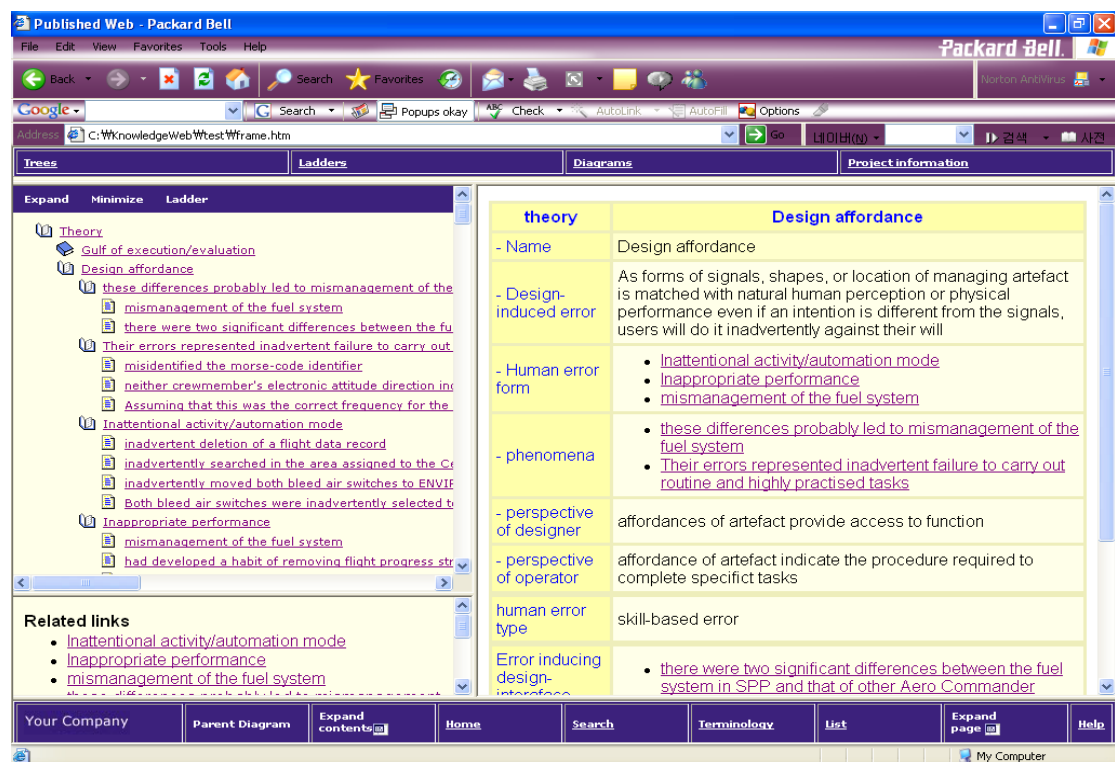 Published Web - Packard Bell
File Edit View Favorites Tools Help
Packard Bell.
Back Search Favorites Norton AntiVirus
Google Search Popups okay ABC Check AutoLink AutoFill Options
Address C:₩KnowledgeWeb₩test₩frame.htm Go 네이버(N) 검색 사전
Trees Ladders Diagrams Project information
Expand Minimize Ladder
Theory
Gulf of execution/evaluation
Design affordance
these differences probably led to mismanagement of the
mismanagement of the fuel system
there were two significant differences between the fu
Their errors represented inadvertent failure to carry out
misidentified the morse-code identifier
neither crewmember's electronic attitude direction ind
Assuming that this was the correct frequency for the
Inattentional activity/automation mode
inadvertent deletion of a flight data record
inadvertently searched in the area assigned to the Ce
inadvertently moved both bleed air switches to ENVIR
Both bleed air switches were inadvertently selected to
Inappropriate performance
mismanagement of the fuel system
had developed a habit of removing flight progress str
Related links
Inattentional activity/automation mode
Inappropriate performance
mismanagement of the fuel system
these differences probably led to mismanagement
theory Design affordance
- Name Design affordance
- Design-
induced error
As forms of signals, shapes, or location of managing artefact
is matched with natural human perception or physical
performance even if an intention is different from the signals,
users will do it inadvertently against their will
- Human error
form
Inattentional activity/automation mode
Inappropriate performance
mismanagement of the fuel system
- phenomena
these differences probably led to mismanagement of the
fuel system
Their errors represented inadvertent failure to carry out
routine and highly practised tasks
- perspective
of designer
affordances of artefact provide access to function
- perspective
of operator
affordance of artefact indicate the procedure required to
complete specifict tasks
human error
type
skill-based error
Error inducing
design-
interaface
there were two significant differences between the fuel
system in SPP and that of other Aero Commander
Your Company Parent Diagram Expand
contents Home Search Terminology List Expand
page Help
My Computer